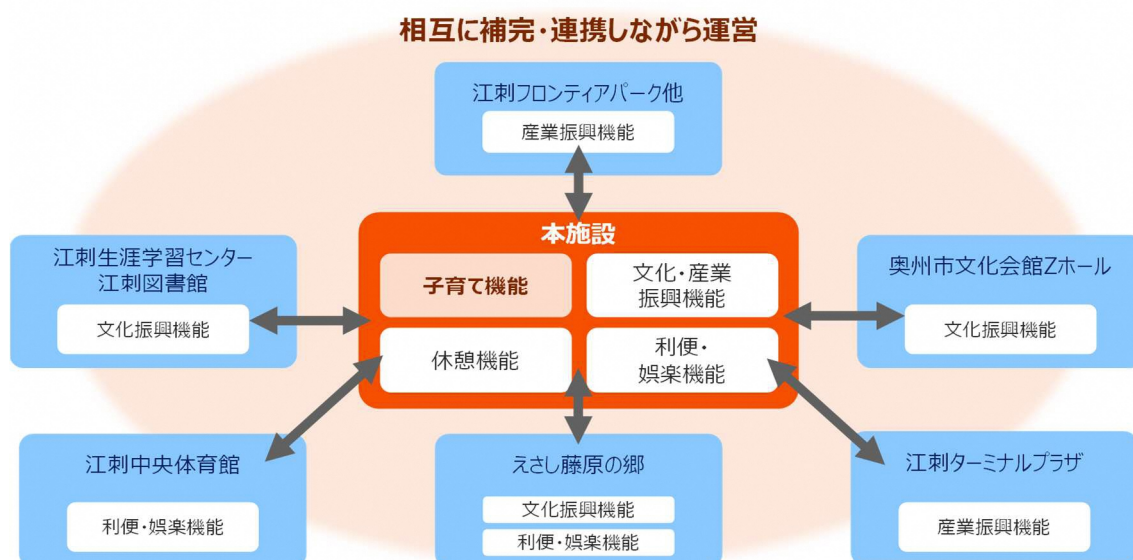 相互に補完・連携しながら運営
江刺フロンティアパーク他
産業振興機能
本施設
子育て機能
文化・産業
振興機能
休憩機能
利便・
娯楽機能
江刺生涯学習センター
江刺図書館
文化振興機能
奥州市文化会館Zホール
文化振興機能
江刺中央体育館
利便・娯楽機能
えさし藤原の郷
文化振興機能
利便・娯楽機能
江刺ターミナルプラザ
産業振興機能